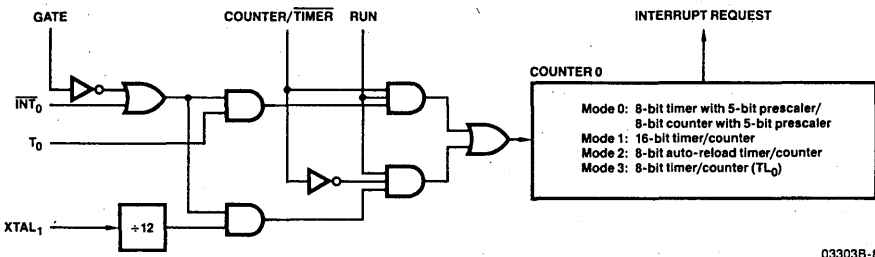 GATE
COUNTER/TIMER
RUN
INTERRUPT REQUEST
INT0
T0
XTAL1
÷12
COUNTER 0
Mode 0: 8-bit timer with 5-bit prescaler/
8-bit counter with 5-bit prescaler
Mode 1: 16-bit timer/counter
Mode 2: 8-bit auto-reload timer/counter
Mode 3: 8-bit timer/counter (TL0)